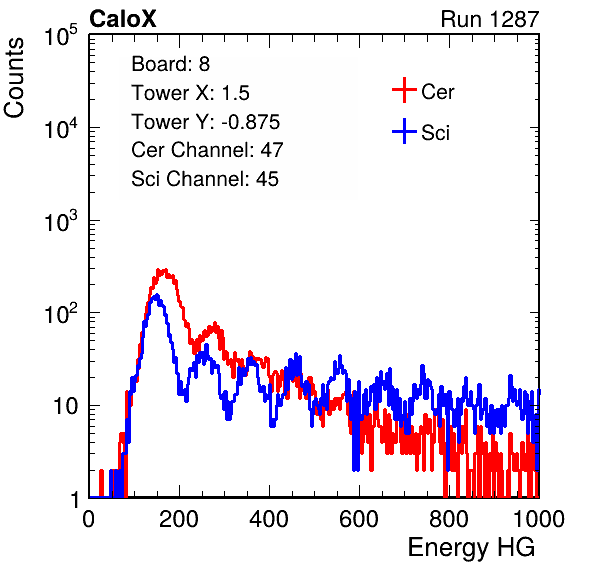 CaloX Run 1287
Counts
Board: 8
Tower X: 1.5
Tower Y: -0.875
Cer Channel: 47
Sci Channel: 45
Cer
Sci
10^5
10^4
10^3
10^2
10
1
0 200 400 600 800 1000
Energy HG